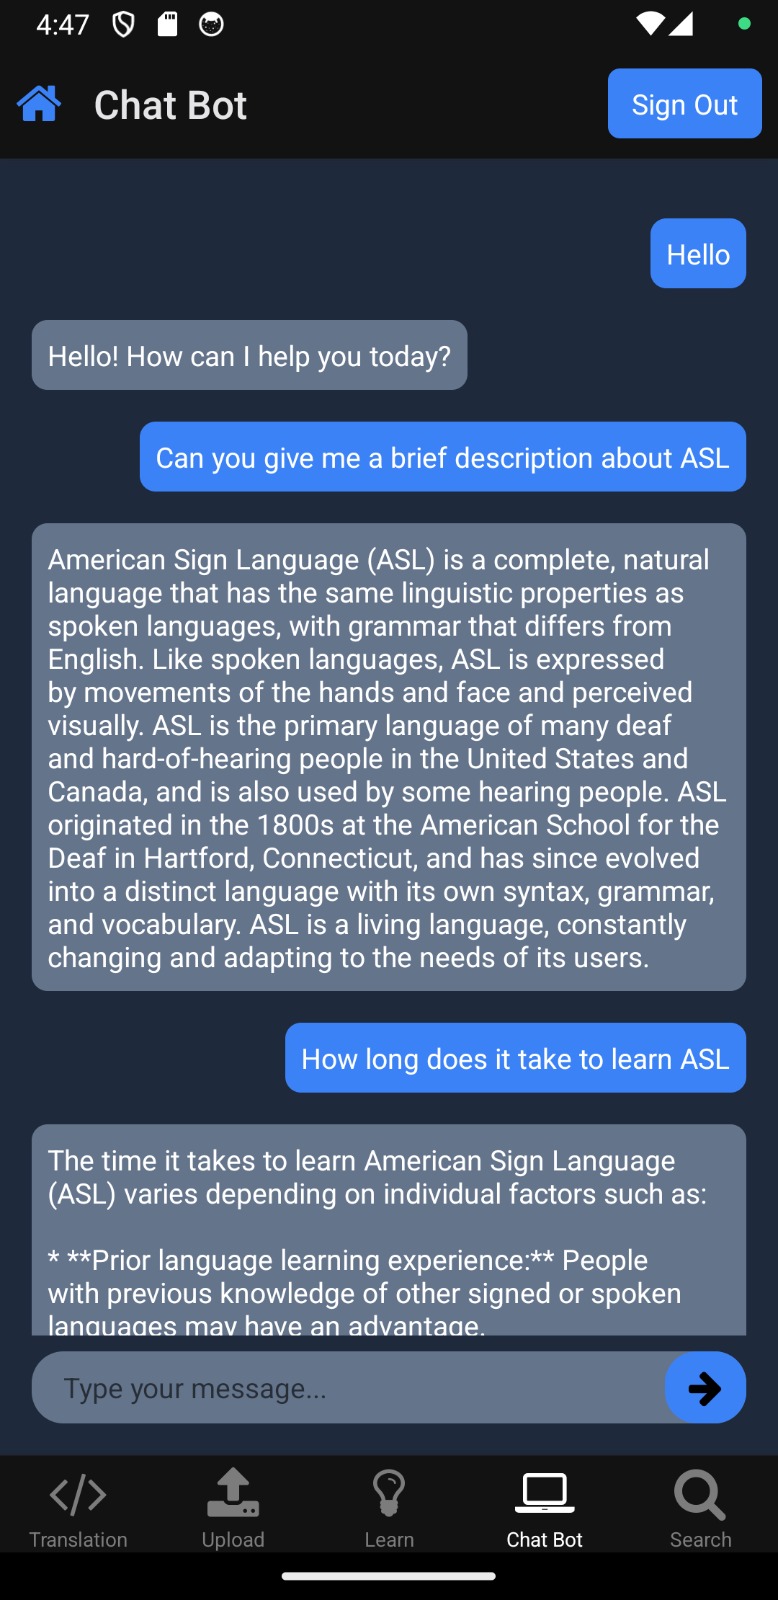 4:47
Chat Bot
Sign Out
Hello
Hello! How can I help you today?
Can you give me a brief description about ASL
American Sign Language (ASL) is a complete, natural
language that has the same linguistic properties as
spoken languages, with grammar that differs from
English. Like spoken languages, ASL is expressed
by movements of the hands and face and perceived
visually. ASL is the primary language of many deaf
and hard-of-hearing people in the United States and
Canada, and is also used by some hearing people. ASL
originated in the 1800s at the American School for the
Deaf in Hartford, Connecticut, and has since evolved
into a distinct language with its own syntax, grammar,
and vocabulary. ASL is a living language, constantly
changing and adapting to the needs of its users.
How long does it take to learn ASL
The time it takes to learn American Sign Language
(ASL) varies depending on individual factors such as:
* **Prior language learning experience:** People
with previous knowledge of other signed or spoken
languages may have an advantage.
Type your message...
Translation
Upload
Learn
Chat Bot
Search